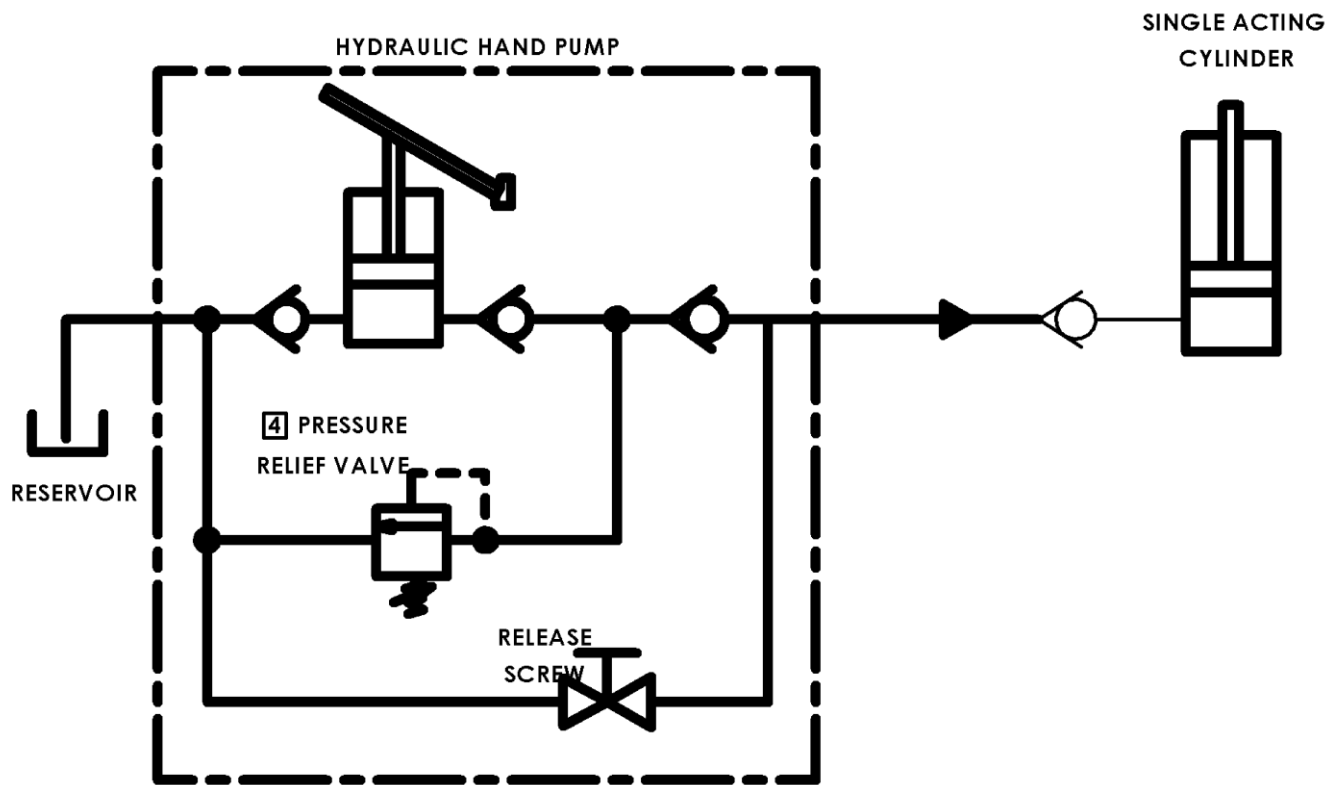 SINGLE ACTING
CYLINDER
HYDRAULIC HAND PUMP
4 PRESSURE
RELIEF VALVE
RESERVOIR
RELEASE
SCREW